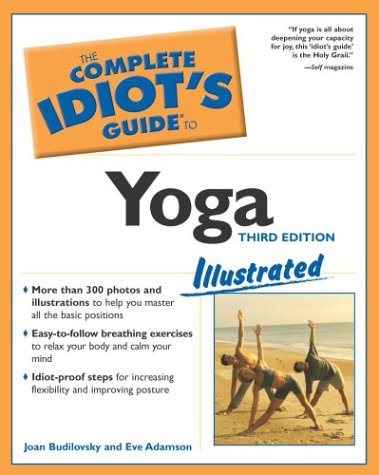 "If yoga is all about
deepening your capacity
for joy, this 'idiot's guide'
is the Holy Grail."
—Self magazine
THE
COMPLETE
IDIOT'S
GUIDE® TO
Yoga
THIRD EDITION
Illustrated
♦ More than 300 photos and
illustrations to help you master
all the basic positions
♦ Easy-to-follow breathing exercises
to relax your body and calm your
mind
♦ Idiot-proof steps for increasing
flexibility and improving posture
Joan Budilovsky and Eve Adamson